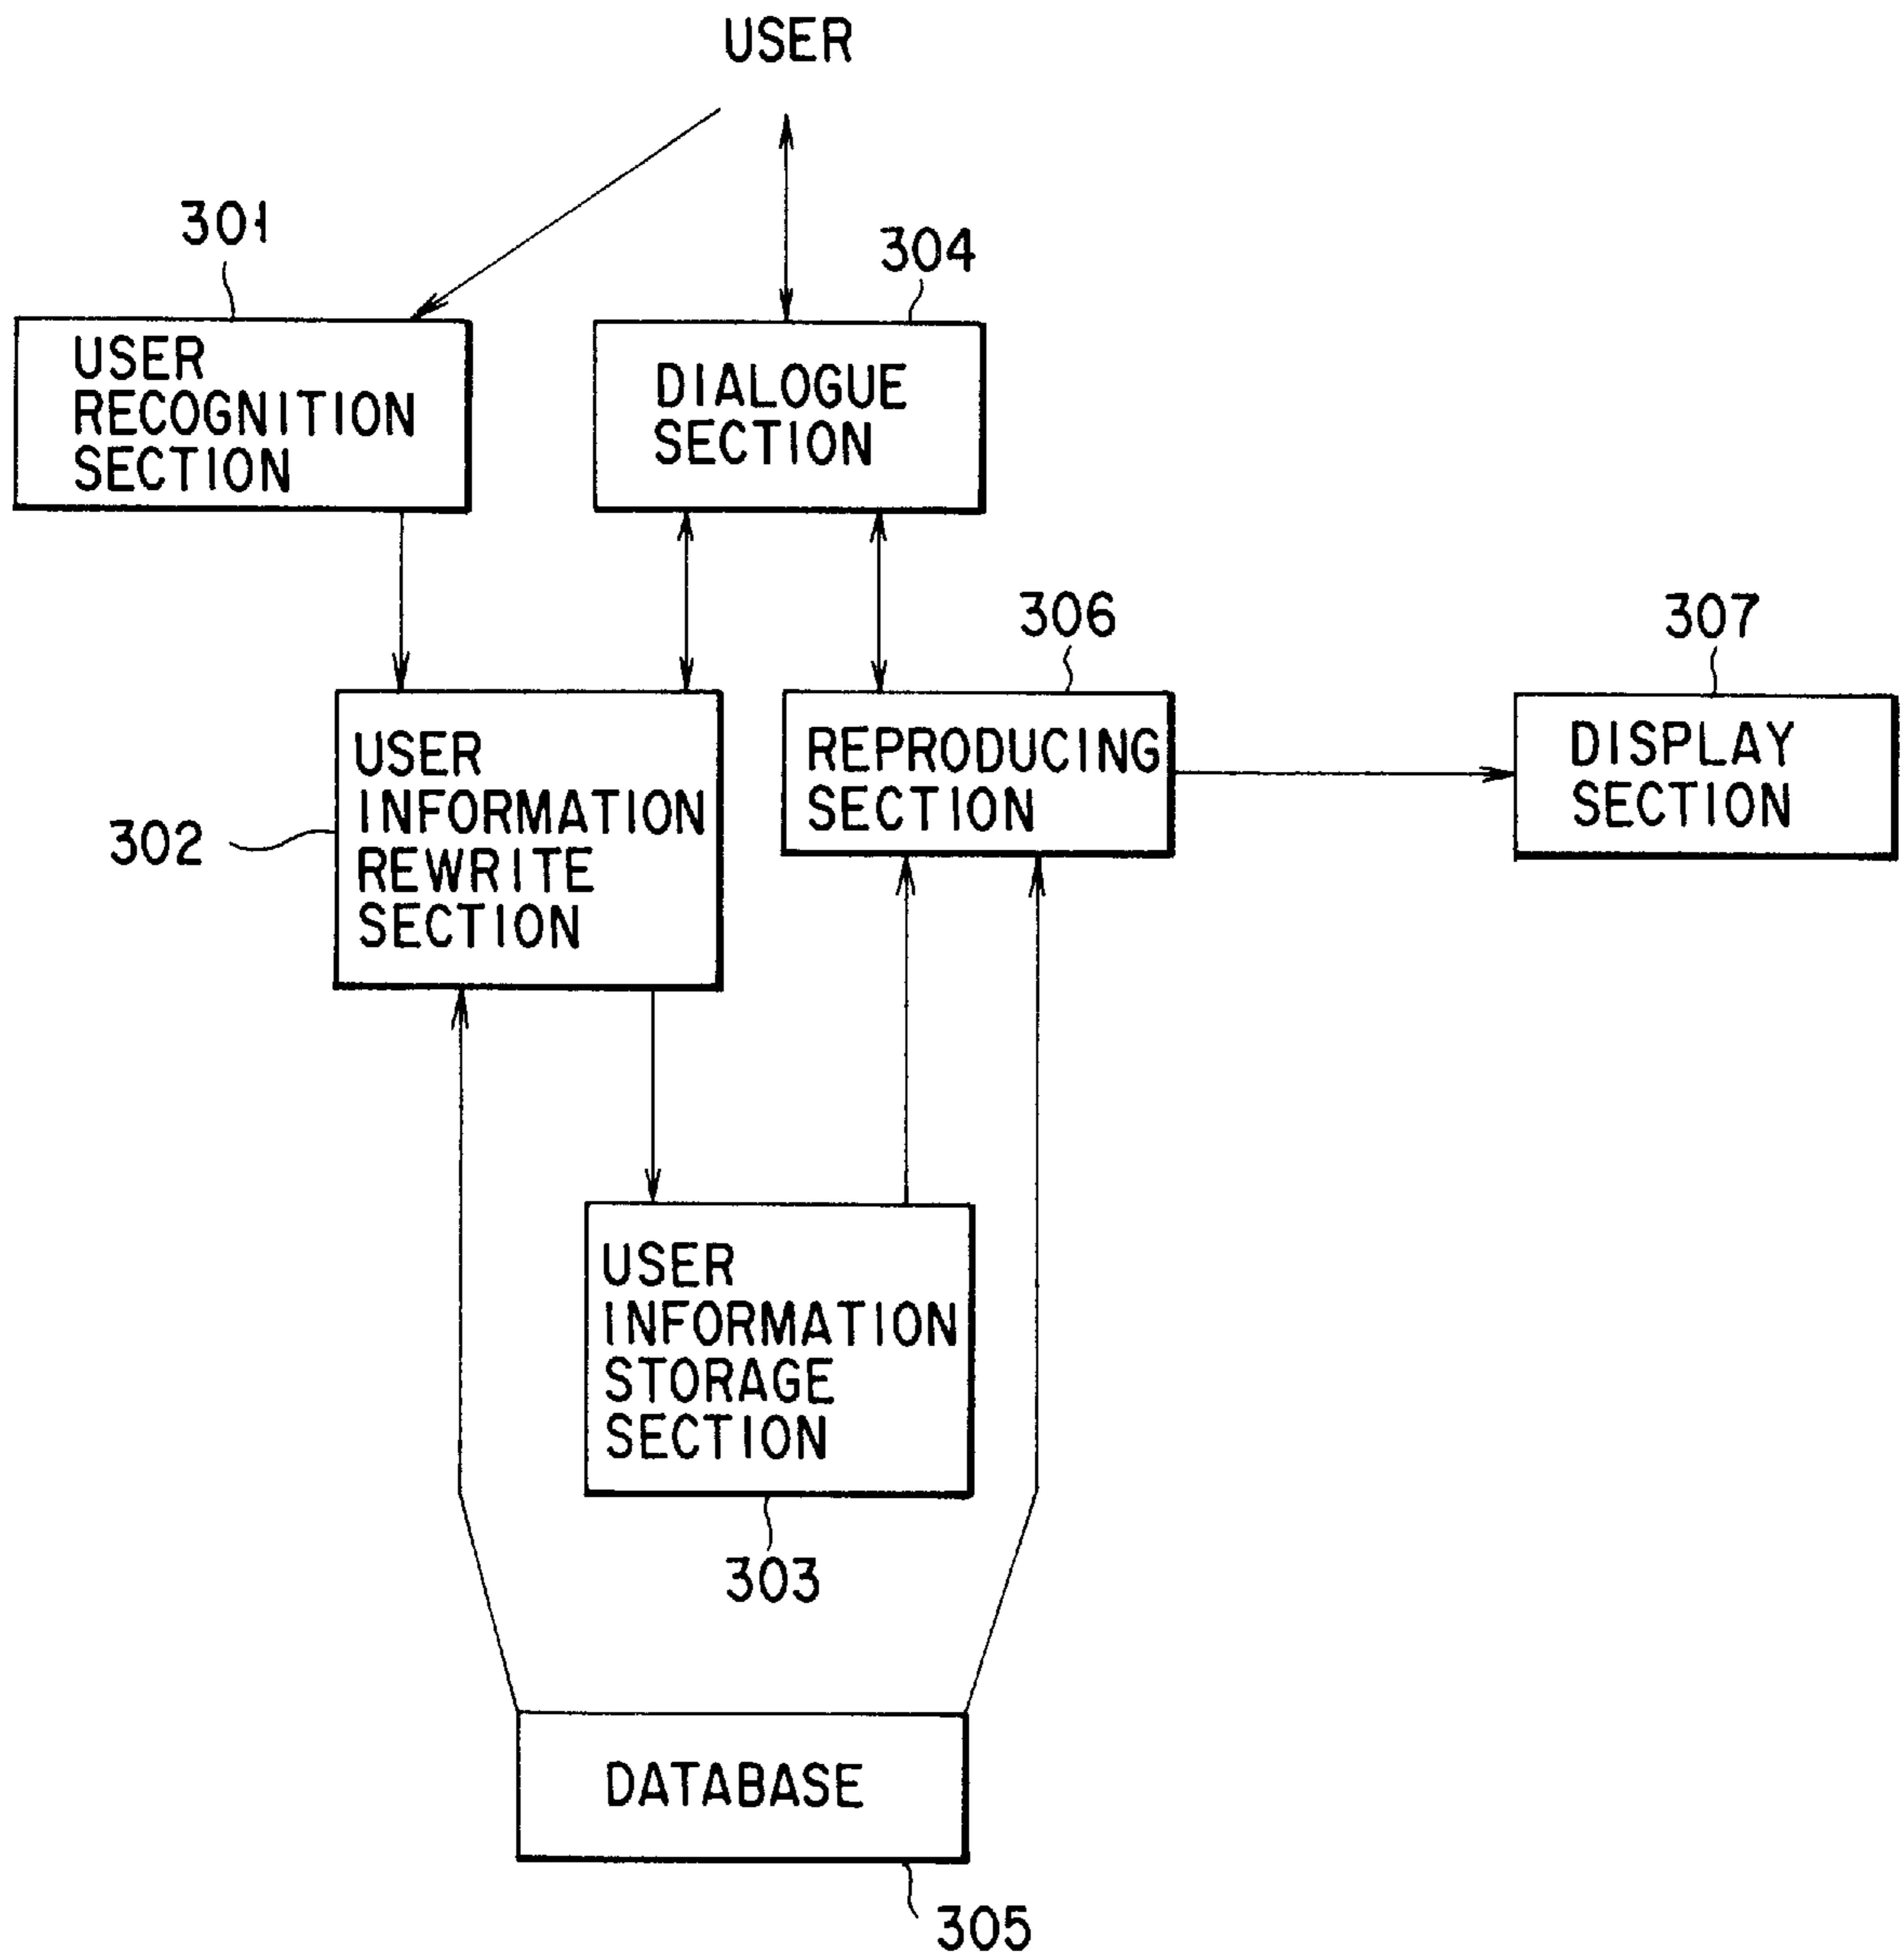 USER
301
304
USER
RECOGNITION
SECTION
DIALOGUE
SECTION
306
307
USER
INFORMATION
REWRITE
SECTION
302
REPRODUCING
SECTION
DISPLAY
SECTION
USER
INFORMATION
STORAGE
SECTION
303
DATABASE
305